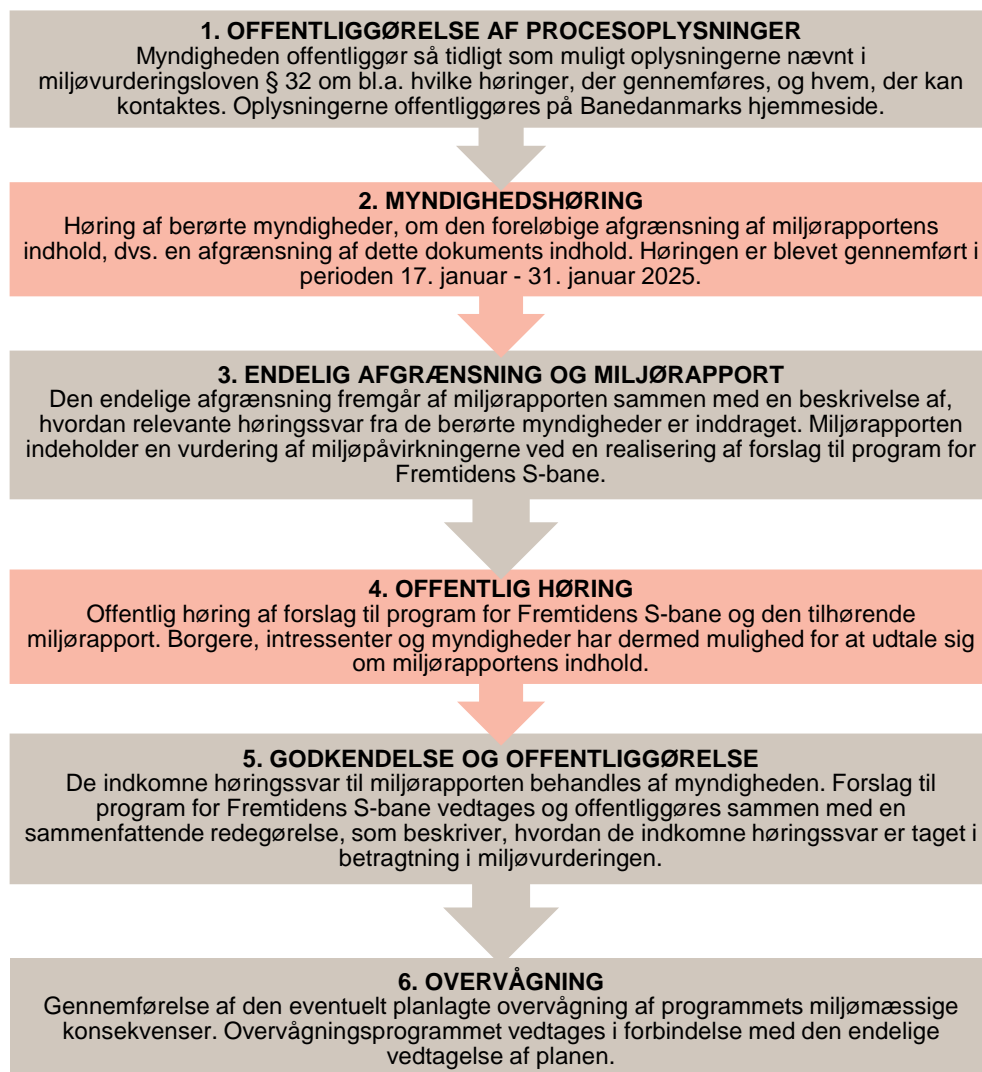 1. OFFENTLIGGØRELSE AF PROCESOPLYSNINGER
Myndigheden offentliggør så tidligt som muligt oplysningerne nævnt i
miljøvurderingsloven § 32 om bl.a. hvilke høringer, der gennemføres, og hvem, der kan
kontaktes. Oplysningerne offentliggøres på Banedanmarks hjemmeside.
2. MYNDIGHEDSHØRING
Høring af berørte myndigheder, om den foreløbige afgrænsning af miljørapportens
indhold, dvs. en afgrænsning af dette dokuments indhold. Høringen er blevet gennemført i
perioden 17. januar - 31. januar 2025.
3. ENDELIG AFGRÆNSNING OG MILJØRAPPORT
Den endelige afgrænsning fremgår af miljørapporten sammen med en beskrivelse af,
hvordan relevante høringssvar fra de berørte myndigheder er inddraget. Miljørapporten
indeholder en vurdering af miljøpåvirkningerne ved en realisering af forslag til program for
Fremtidens S-bane.
4. OFFENTLIG HØRING
Offentlig høring af forslag til program for Fremtidens S-bane og den tilhørende
miljørapport. Borgere, intressenter og myndigheder har dermed mulighed for at udtale sig
om miljørapportens indhold.
5. GODKENDELSE OG OFFENTLIGGØRELSE
De indkomne høringssvar til miljørapporten behandles af myndigheden. Forslag til
program for Fremtidens S-bane vedtages og offentliggøres sammen med en
sammenfattende redegørelse, som beskriver, hvordan de indkomne høringssvar er taget i
betragtning i miljøvurderingen.
6. OVERVÅGNING
Gennemførelse af den eventuelt planlagte overvågning af programmets miljømæssige
konsekvenser. Overvågningsprogrammet vedtages i forbindelse med den endelige
vedtagelse af planen.